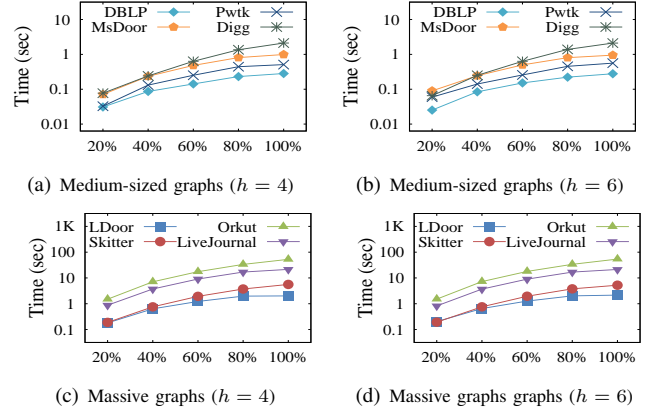 DBLP Pwtk
MsDoor Digg
Time (sec)
10
1
0.1
0.01
20% 40% 60% 80% 100%
(a) Medium-sized graphs (h = 4)
DBLP Pwtk
MsDoor Digg
Time (sec)
10
1
0.1
0.01
20% 40% 60% 80% 100%
(b) Medium-sized graphs (h = 6)
LDoor Orkut
Skitter LiveJournal
Time (sec)
1K
100
10
1
0.1
20% 40% 60% 80% 100%
(c) Massive graphs (h = 4)
LDoor Orkut
Skitter LiveJournal
Time (sec)
1K
100
10
1
0.1
20% 40% 60% 80% 100%
(d) Massive graphs graphs (h = 6)